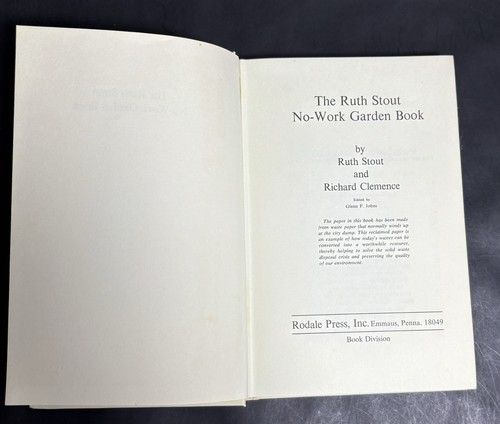 The Ruth Stout
No-Work Garden Book
by
Ruth Stout
and
Richard Clemence
Edited by
Glenn F. Johns
The paper in this book has been made
from waste paper that normally winds up
at the city dump. This reclaimed paper is
an example of how today's wastes can be
converted into a worthwhile resource,
thereby helping to solve the solid waste
disposal crisis and preserving the quality
of our environment.
Rodale Press, Inc. Emmaus, Penna. 18049
Book Division